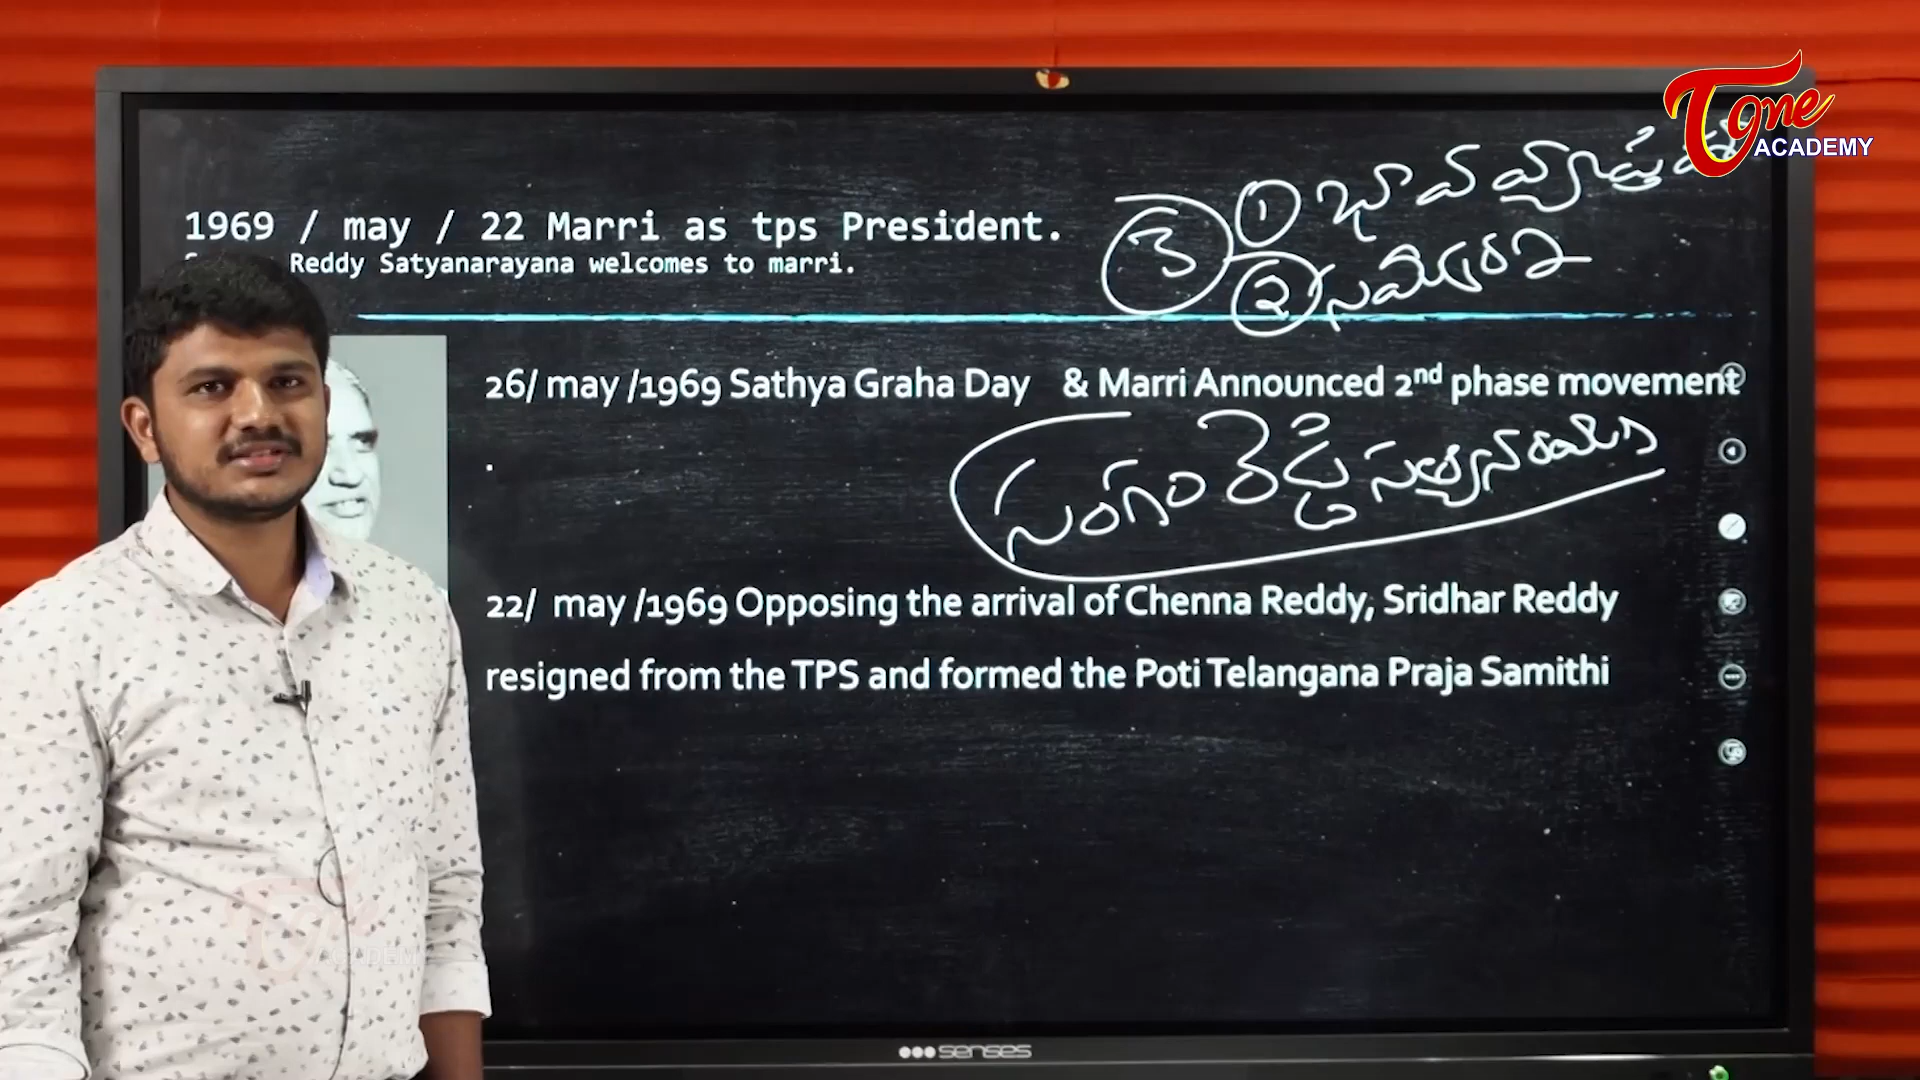 Tone
ACADEMY
① భావవ్యాప్తి
1969 / may / 22 Marri as tps President.
3
② సమీకరణ
Reddy Satyanarayana welcomes to marri.
26/ may /1969 Sathya Graha Day & Marri Announced 2nd phase movement
సంగం రెడ్డి సత్యనారాయణ
.
22/ may /1969 Opposing the arrival of Chenna Reddy, Sridhar Reddy
resigned from the TPS and formed the Poti Telangana Praja Samithi
senses